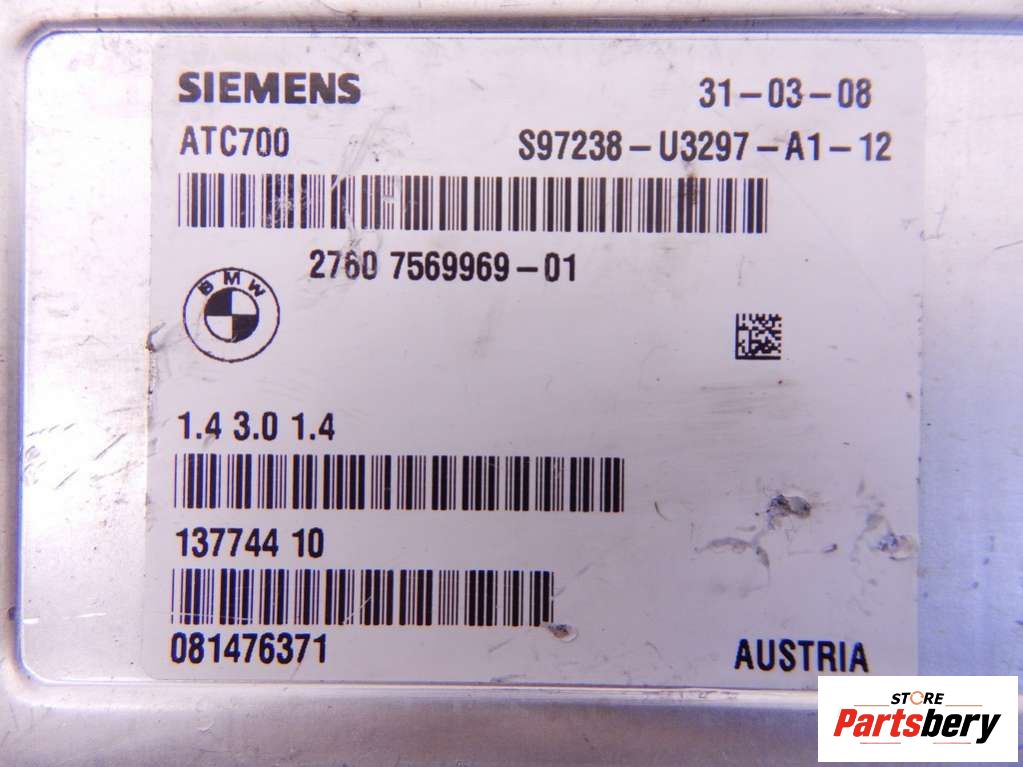 SIEMENS 31-03-08
ATC700 S97238-U3297-A1-12
2760 7569969-01
BMW
1.4 3.0 1.4
137744 10
081476371 AUSTRIA
STORE
Partsbery